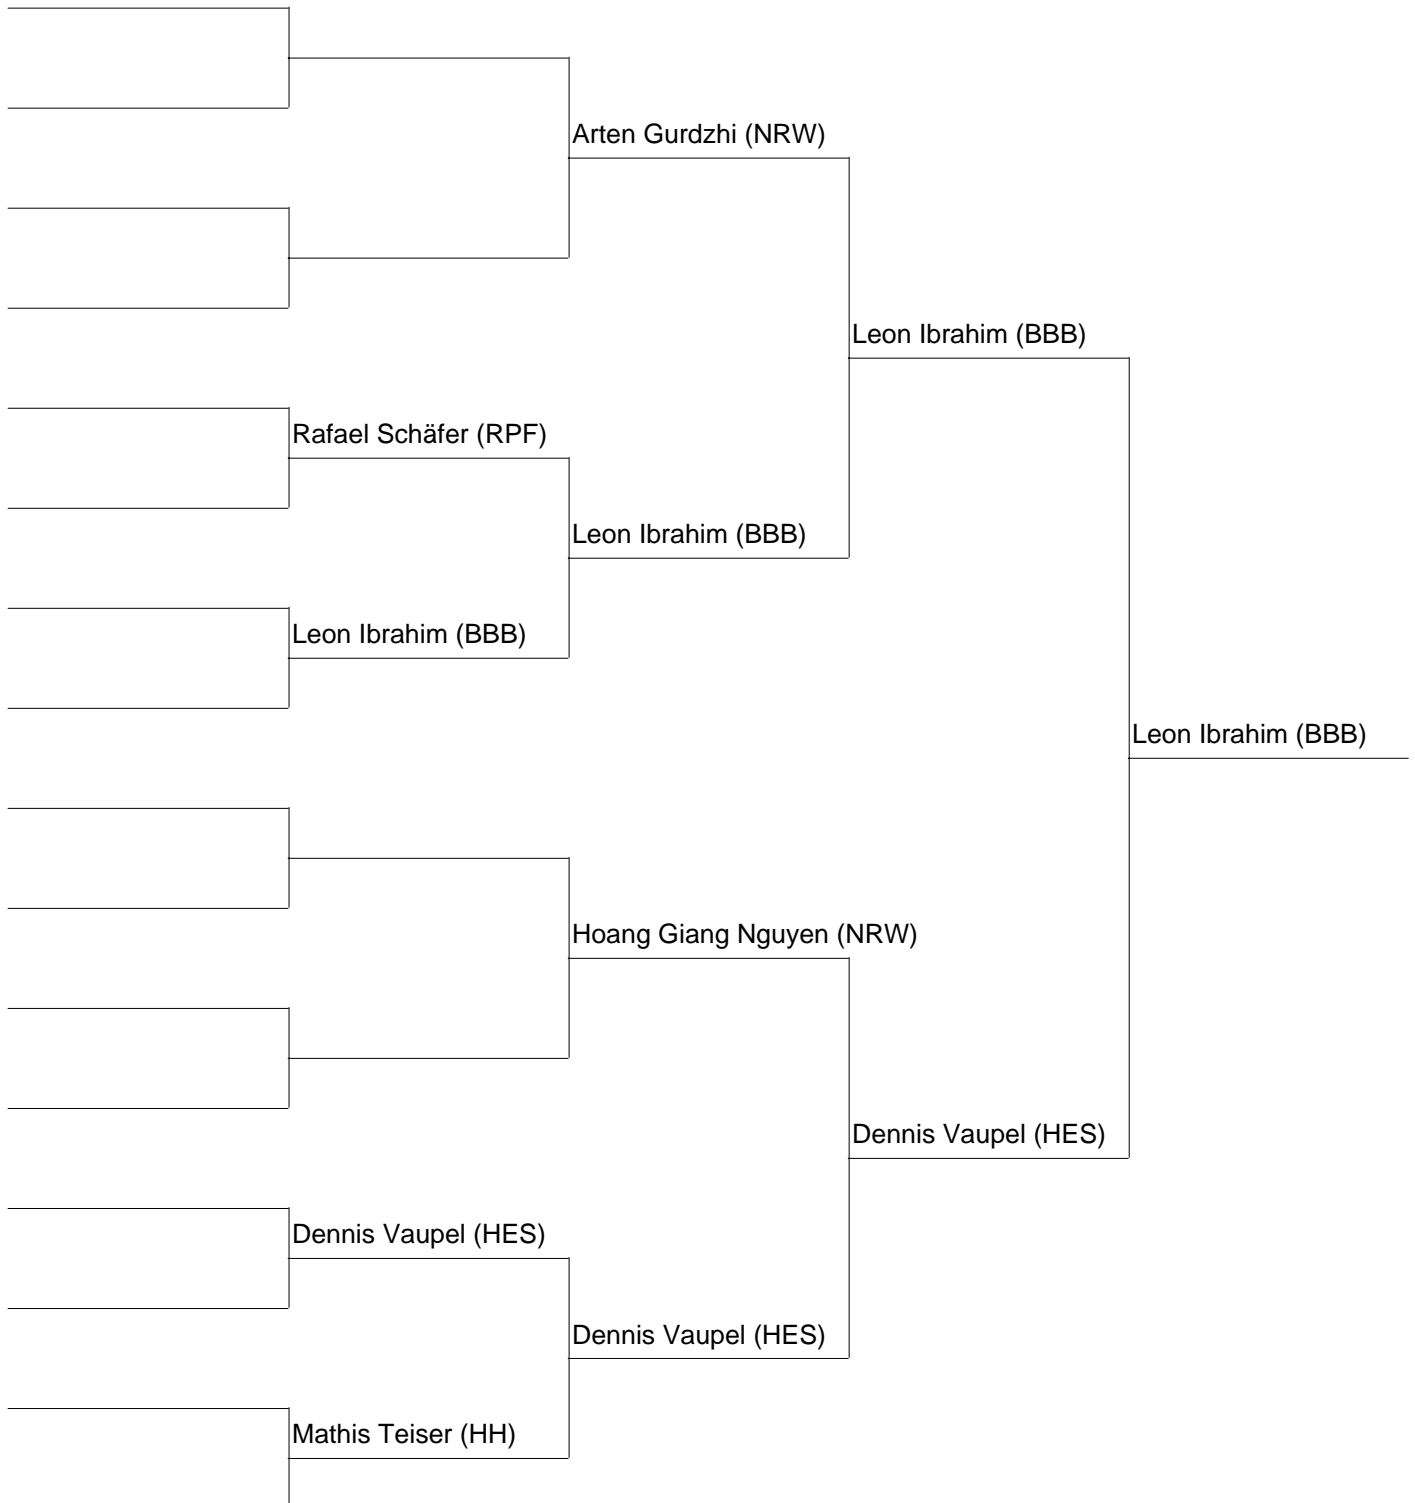 Arten Gurdzhi (NRW)
Leon Ibrahim (BBB)
Rafael Schäfer (RPF)
Leon Ibrahim (BBB)
Leon Ibrahim (BBB)
Leon Ibrahim (BBB)
Hoang Giang Nguyen (NRW)
Dennis Vaupel (HES)
Dennis Vaupel (HES)
Dennis Vaupel (HES)
Mathis Teiser (HH)